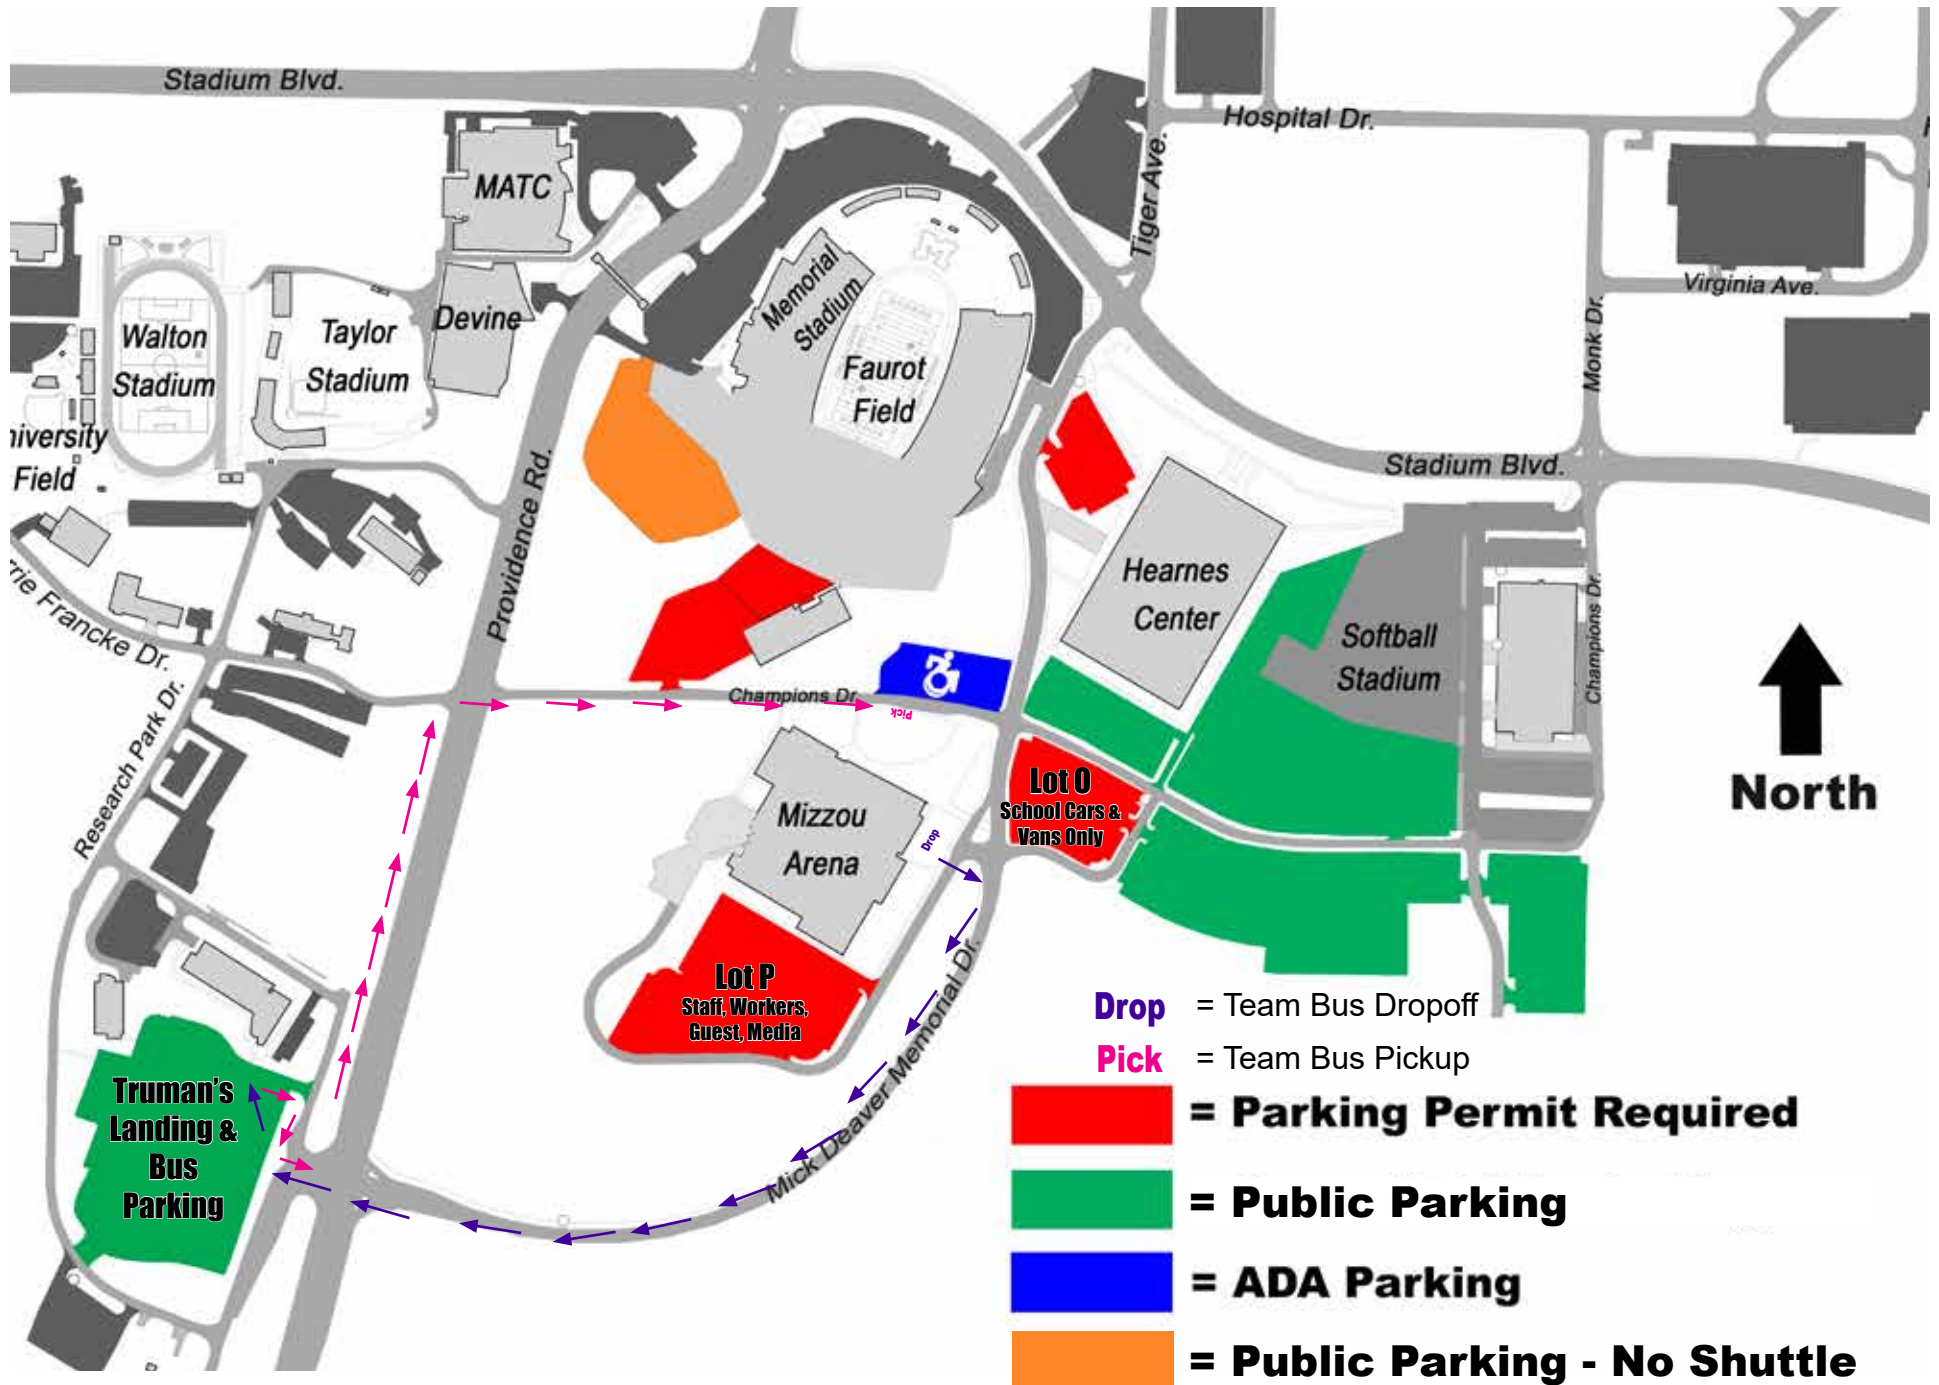 Stadium Blvd.
Hospital Dr.
MATC
Tiger Ave.
Memorial
Stadium
Virginia Ave.
Walton
Stadium
Taylor
Stadium
Devine
Monk Dr.
Faurot
Field
niversity
Field
Stadium Blvd.
Providence Rd.
Hearnes
Center
rrie Francke Dr.
Softball
Stadium
Champions Dr.
Champions Dr.
Pick
Research Park Dr.
North
Lot O
School Cars &
Vans Only
Mizzou
Arena
Drop
Lot P
Staff, Workers,
Guest, Media
Mick Deaver Memorial Dr.
Truman's
Landing &
Bus
Parking
Drop = Team Bus Dropoff
Pick = Team Bus Pickup
= Parking Permit Required
= Public Parking
= ADA Parking
= Public Parking - No Shuttle